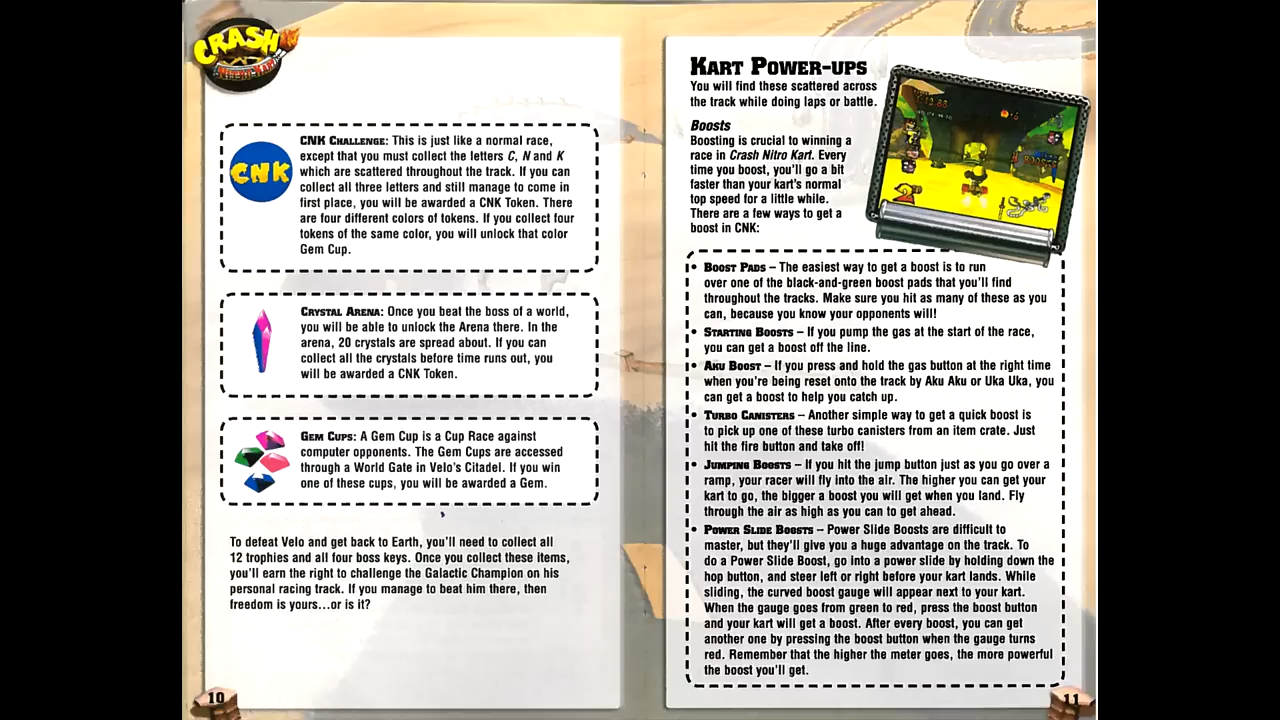 CRASH
NITRO KART
CNK CHALLENGE: This is just like a normal race,
except that you must collect the letters C, N and K
which are scattered throughout the track. If you can
collect all three letters and still manage to come in
first place, you will be awarded a CNK Token. There
are four different colors of tokens. If you collect four
tokens of the same color, you will unlock that color
Gem Cup.
CNK
CRYSTAL ARENA: Once you beat the boss of a world,
you will be able to unlock the Arena there. In the
arena, 20 crystals are spread about. If you can
collect all the crystals before time runs out, you
will be awarded a CNK Token.
GEM CUPS: A Gem Cup is a Cup Race against
computer opponents. The Gem Cups are accessed
through a World Gate in Velo's Citadel. If you win
one of these cups, you will be awarded a Gem.
To defeat Velo and get back to Earth, you'll need to collect all
12 trophies and all four boss keys. Once you collect these items,
you'll earn the right to challenge the Galactic Champion on his
personal racing track. If you manage to beat him there, then
freedom is yours...or is it?
10
KART POWER-UPS
You will find these scattered across
the track while doing laps or battle.
Boosts
Boosting is crucial to winning a
race in Crash Nitro Kart. Every
time you boost, you'll go a bit
faster than your kart's normal
top speed for a little while.
There are a few ways to get a
boost in CNK:
• BOOST PADS – The easiest way to get a boost is to run
over one of the black-and-green boost pads that you'll find
throughout the tracks. Make sure you hit as many of these as you
can, because you know your opponents will!
• STARTING BOOSTS – If you pump the gas at the start of the race,
you can get a boost off the line.
• AKU BOOST – If you press and hold the gas button at the right time
when you're being reset onto the track by Aku Aku or Uka Uka, you
can get a boost to help you catch up.
• TURBO CANISTERS – Another simple way to get a quick boost is
to pick up one of these turbo canisters from an item crate. Just
hit the fire button and take off!
• JUMPING BOOSTS – If you hit the jump button just as you go over a
ramp, your racer will fly into the air. The higher you can get your
kart to go, the bigger a boost you will get when you land. Fly
through the air as high as you can to get ahead.
• POWER SLIDE BOOSTS – Power Slide Boosts are difficult to
master, but they'll give you a huge advantage on the track. To
do a Power Slide Boost, go into a power slide by holding down the
hop button, and steer left or right before your kart lands. While
sliding, the curved boost gauge will appear next to your kart.
When the gauge goes from green to red, press the boost button
and your kart will get a boost. After every boost, you can get
another one by pressing the boost button when the gauge turns
red. Remember that the higher the meter goes, the more powerful
the boost you'll get.
11